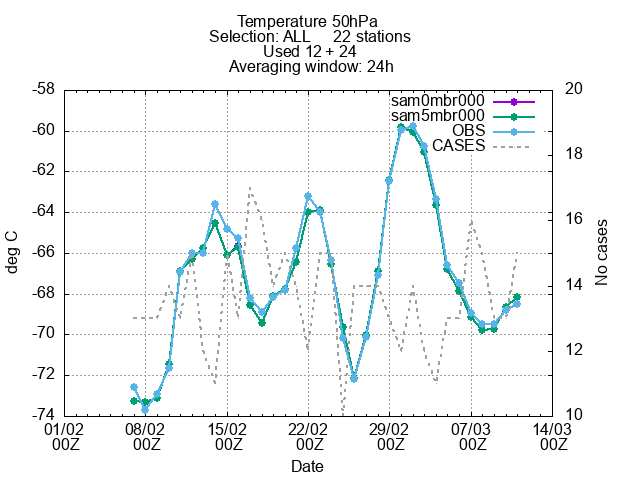 Temperature 50hPa
Selection: ALL 22 stations
Used 12 + 24
Averaging window: 24h
sam0mbr000
sam5mbr000
OBS
CASES
deg C
No cases
-58
-60
-62
-64
-66
-68
-70
-72
-74
20
18
16
14
12
10
01/02 08/02 15/02 22/02 29/02 07/03 14/03
00Z 00Z 00Z 00Z 00Z 00Z 00Z
Date